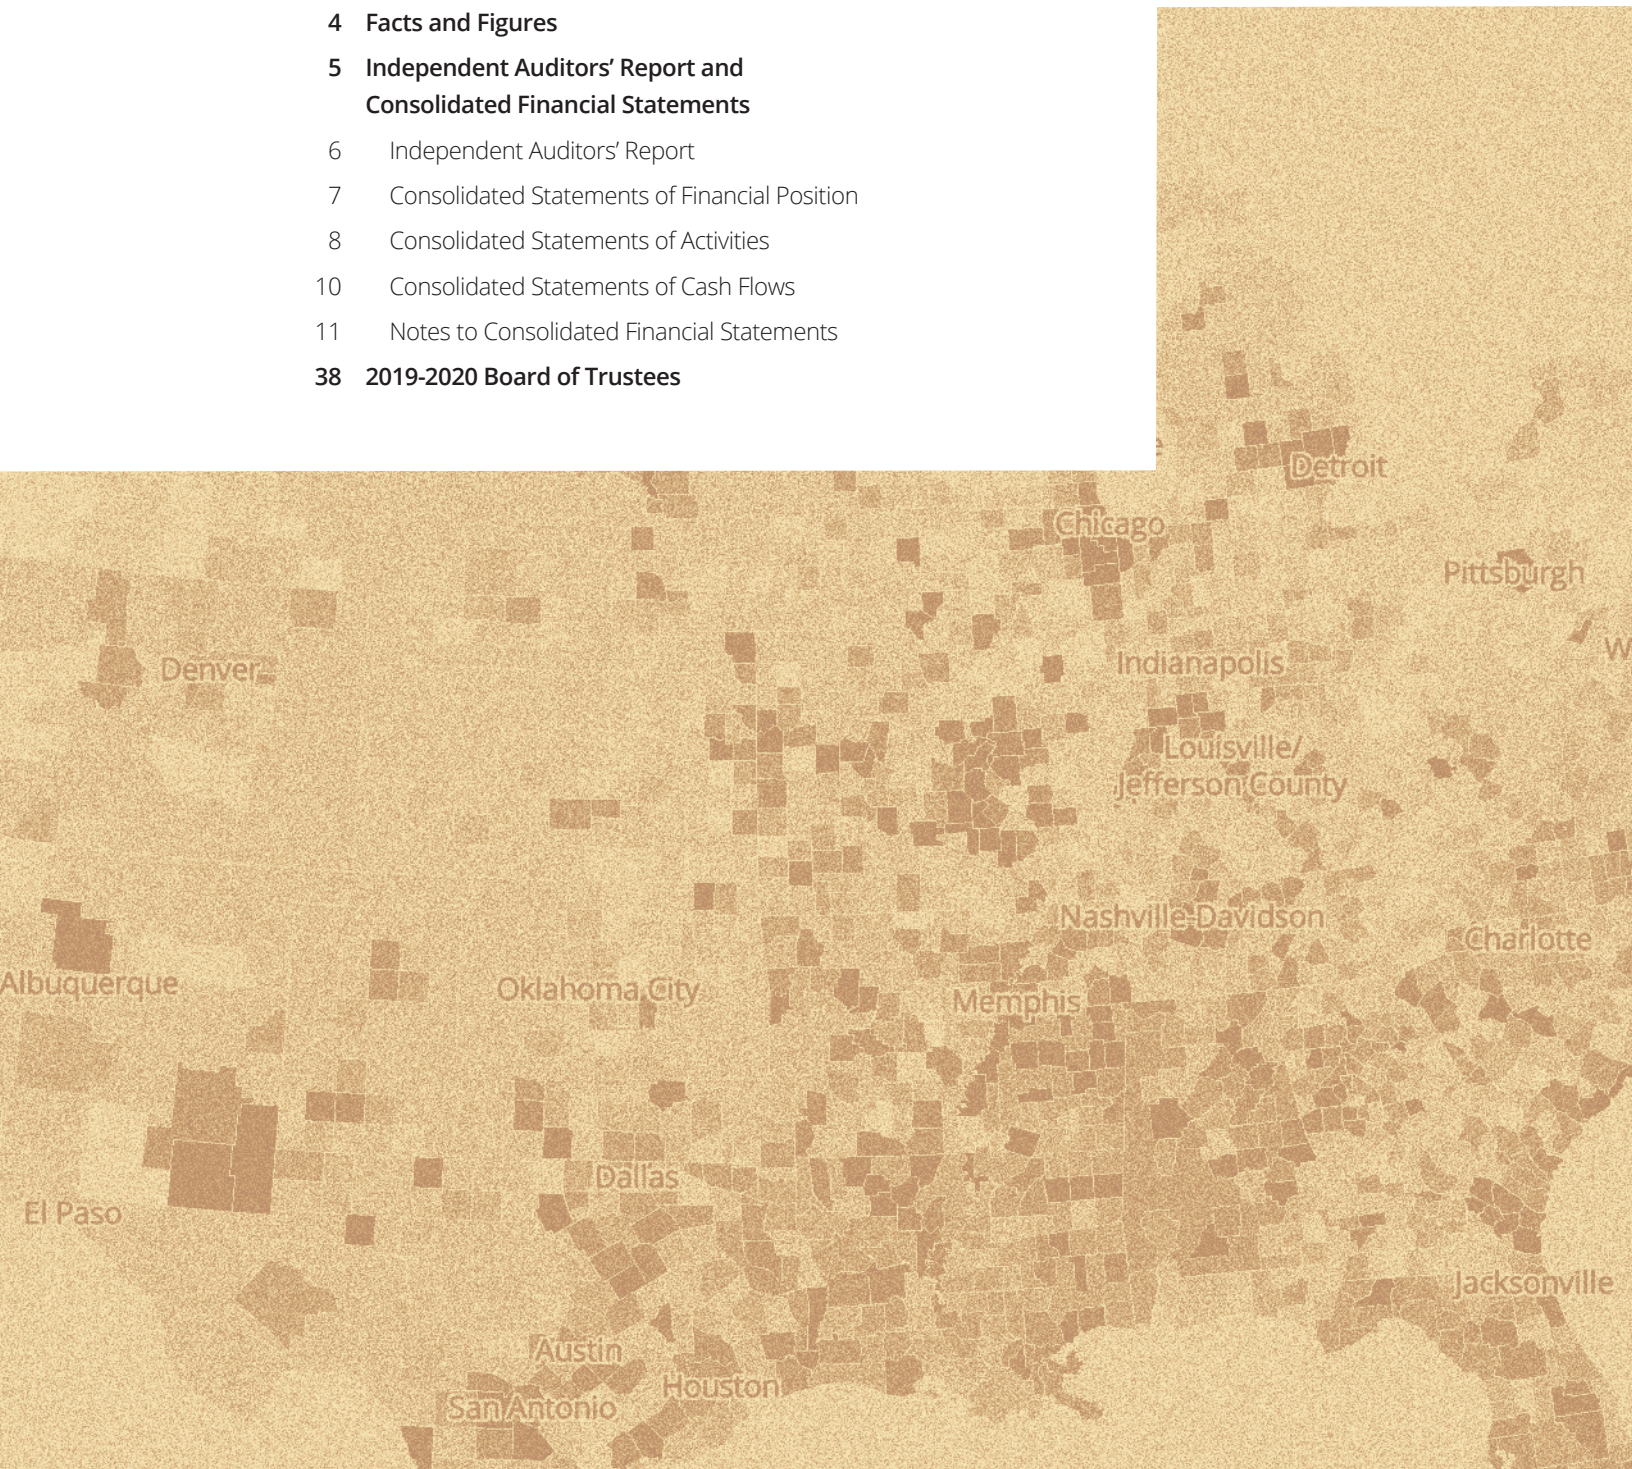 4 Facts and Figures
5 Independent Auditors’ Report and
Consolidated Financial Statements
6 Independent Auditors’ Report
7 Consolidated Statements of Financial Position
8 Consolidated Statements of Activities
10 Consolidated Statements of Cash Flows
11 Notes to Consolidated Financial Statements
38 2019-2020 Board of Trustees
Detroit
Chicago
Pittsburgh
Denver
Indianapolis
Louisville/
Jefferson County
Nashville-Davidson
Charlotte
Albuquerque
Oklahoma City
Memphis
Dallas
El Paso
Jacksonville
Austin
Houston
San Antonio